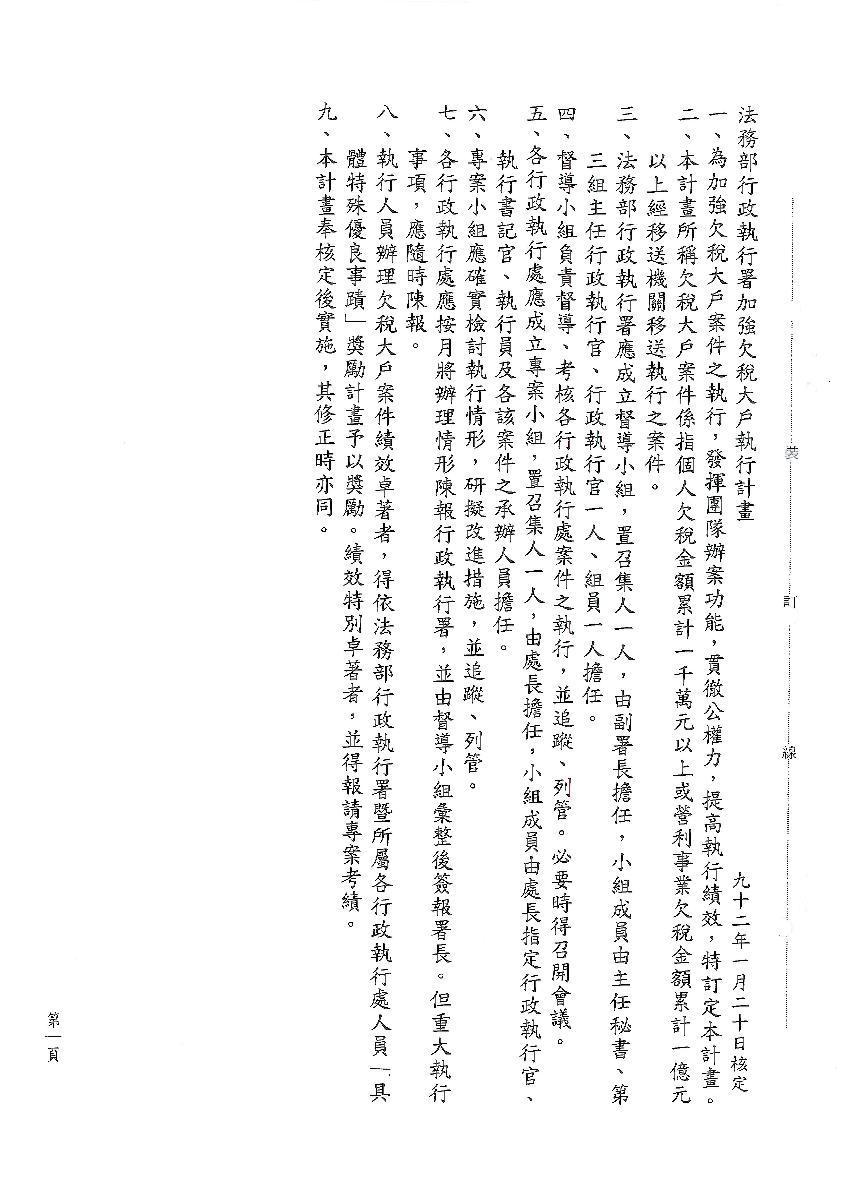 法務部行政執行署加強欠稅大戶執行計畫
九十二年一月二十日核定
一、為加強欠稅大戶案件之執行，發揮團隊辦案功能，貫徹公權力，提高執行績效，特訂定本計畫。
二、本計畫所稱欠稅大戶案件係指個人欠稅金額累計一千萬元以上或營利事業欠稅金額累計一億元
以上經移送機關移送執行之案件。
三、法務部行政執行署應成立督導小組，置召集人一人，由副署長擔任，小組成員由主任秘書、第
三組主任行政執行官、行政執行官一人、組員一人擔任。
四、督導小組負責督導、考核各行政執行處案件之執行，並追蹤、列管。必要時得召開會議。
五、各行政執行處應成立專案小組，置召集人一人，由處長擔任，小組成員由處長指定行政執行官、
執行書記官、執行員及各該案件之承辦人員擔任。
六、專案小組應確實檢討執行情形，研擬改進措施，並追蹤、列管。
七、各行政執行處應按月將辦理情形陳報行政執行署，並由督導小組彙整後簽報署長。但重大執行
事項，應隨時陳報。
八、執行人員辦理欠稅大戶案件績效卓著者，得依法務部行政執行署暨所屬各行政執行處人員「具
體特殊優良事蹟」獎勵計畫予以獎勵。績效特別卓著者，並得報請專案考績。
九、本計畫奉核定後實施，其修正時亦同。
裝
訂
線
第一頁